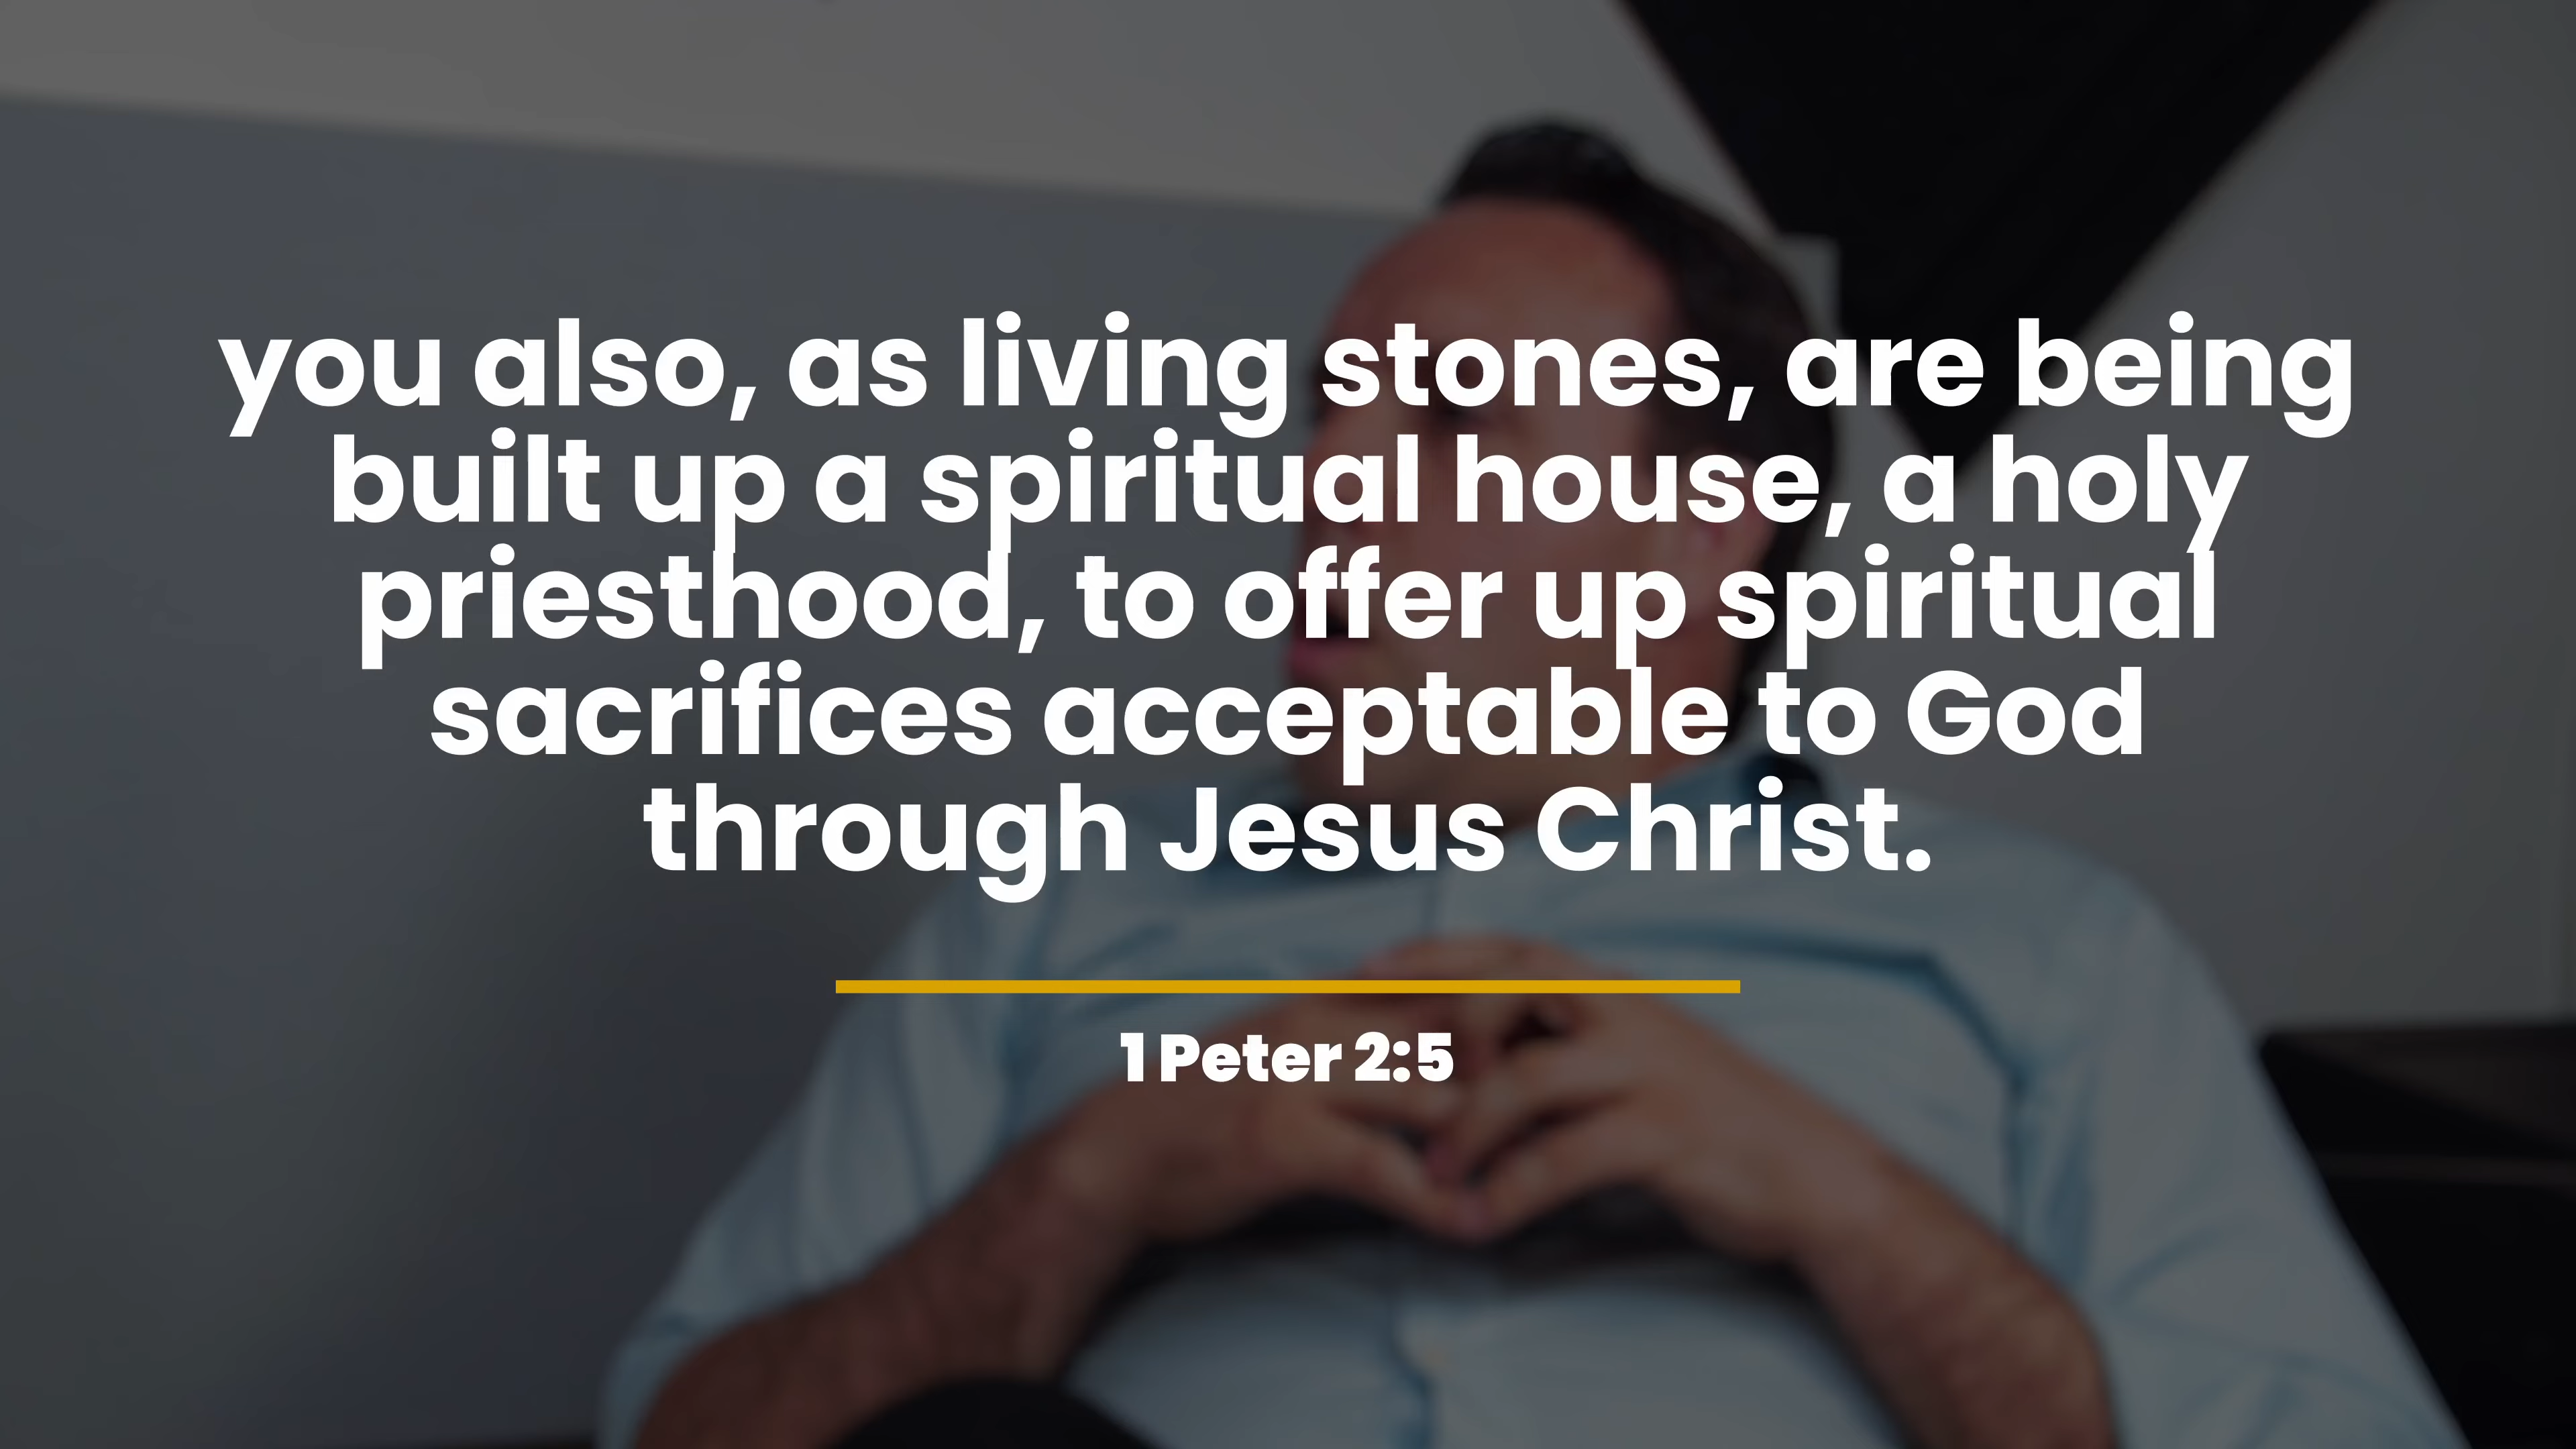 you also, as living stones, are being
built up a spiritual house, a holy
priesthood, to offer up spiritual
sacrifices acceptable to God
through Jesus Christ.
1 Peter 2:5